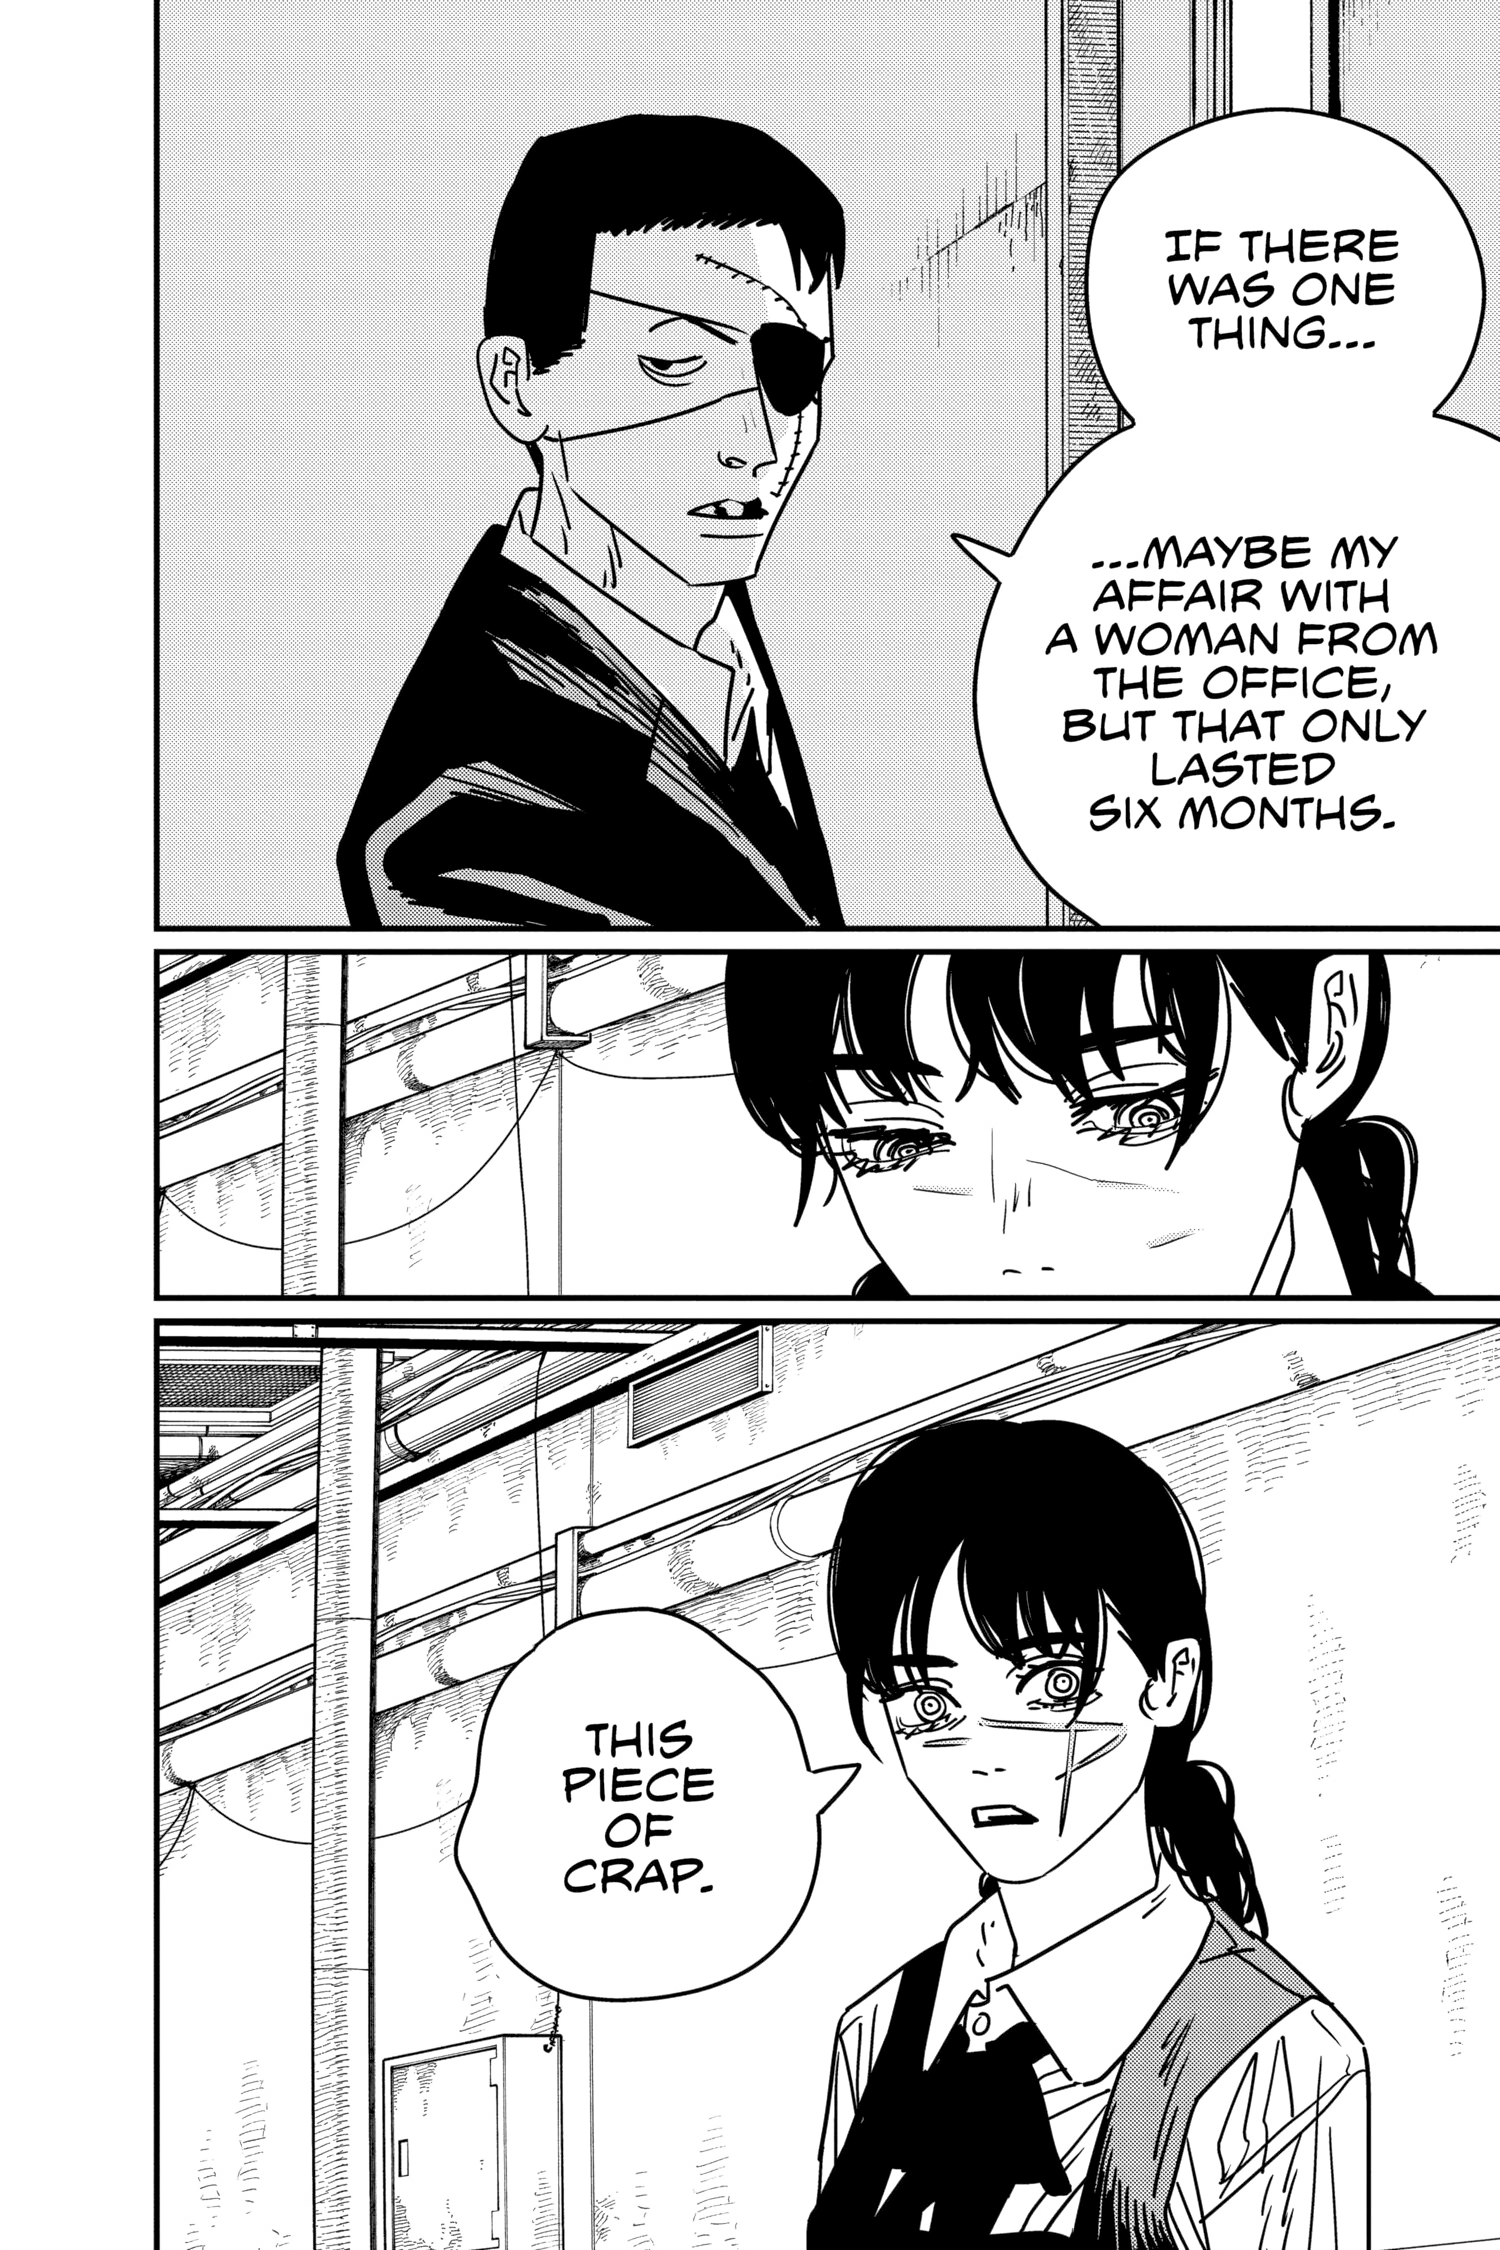 IF THERE
WAS ONE
THING...
...MAYBE MY
AFFAIR WITH
A WOMAN FROM
THE OFFICE,
BUT THAT ONLY
LASTED
SIX MONTHS.
THIS
PIECE
OF
CRAP.